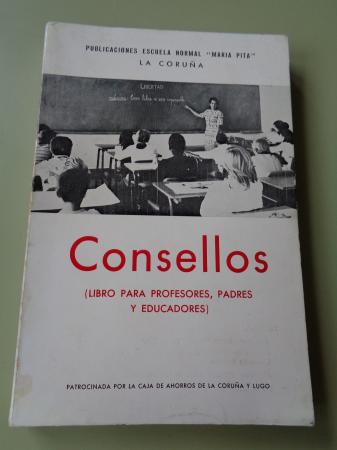 PUBLICACIONES ESCUELA NORMAL "MARIA PITA"
LA CORUÑA
LIBERTAD
Consellos
(LIBRO PARA PROFESORES, PADRES
Y EDUCADORES)
PATROCINADA POR LA CAJA DE AHORROS DE LA CORUÑA Y LUGO